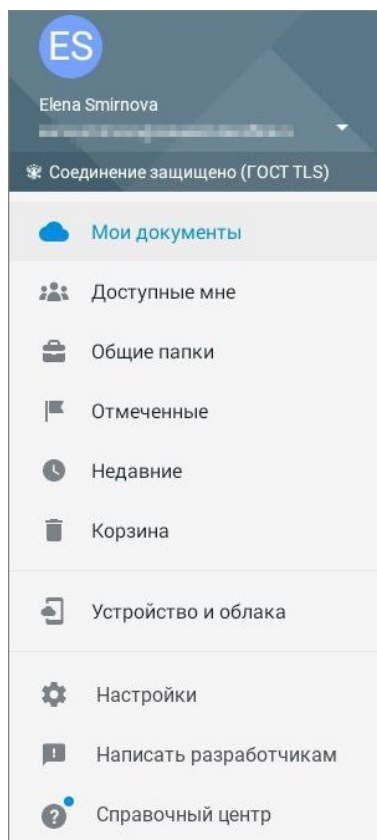 ES
Elena Smirnova
Соединение защищено (ГОСТ TLS)
Мои документы
Доступные мне
Общие папки
Отмеченные
Недавние
Корзина
Устройство и облака
Настройки
Написать разработчикам
Справочный центр